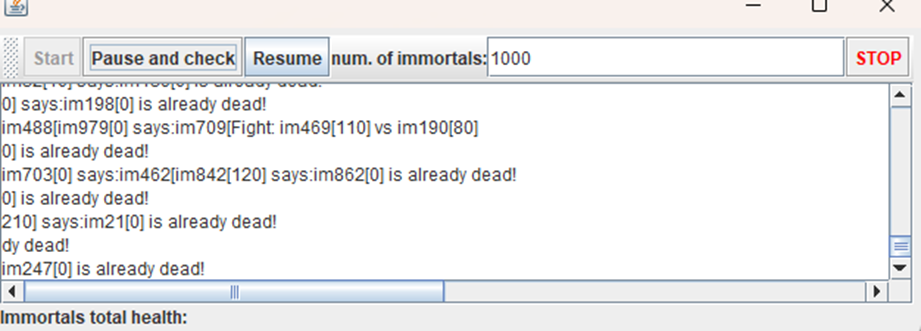 Start Pause and check Resume num. of immortals: 1000 STOP
0] says:im198[0] is already dead!
im488[im979[0] says:im709[Fight: im469[110] vs im190[80]
0] is already dead!
im703[0] says:im462[im842[120] says:im862[0] is already dead!
0] is already dead!
210] says:im21[0] is already dead!
dy dead!
im247[0] is already dead!
Immortals total health: